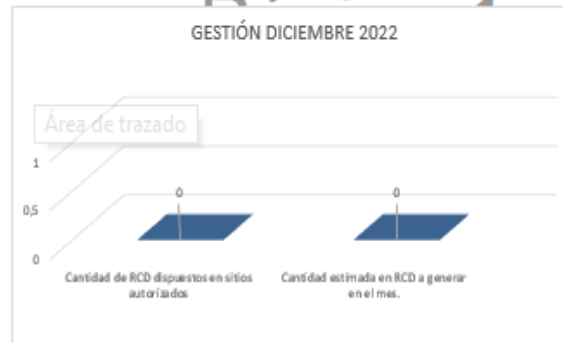 GESTIÓN DICIEMBRE 2022
Área de trazado
1
0,5
0
0
0
Cantidad de RCD dispuestos en sitios
autorizados
Cantidad estimada en RCD a generar
en el mes.